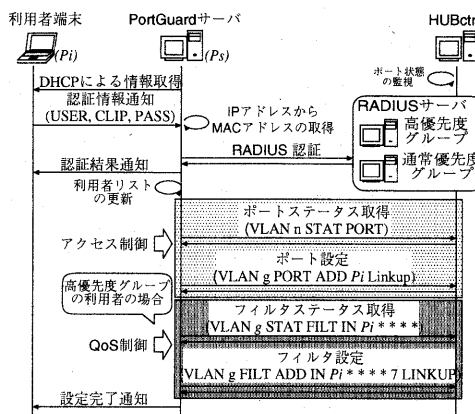 利用者端末
PortGuardサーバ
HUBctr
(Pi)
(Ps)
DHCPによる情報取得
ポート状態
の監視
認証情報通知
(USER, CLIP, PASS)
IPアドレスから
MACアドレスの取得
RADIUSサーバ
高優先度
グループ
通常優先度
グループ
RADIUS 認証
認証結果通知
利用者リスト
の更新
ポートステータス取得
(VLAN n STAT PORT)
アクセス制御
ポート設定
(VLAN g PORT ADD Pi Linkup)
高優先度グループ
の利用者の場合
フィルタステータス取得
(VLAN g STAT FILT IN Pi * * * *)
QoS制御
フィルタ設定
(VLAN g FILT ADD IN Pi * * * * 7 LINKUP)
設定完了通知